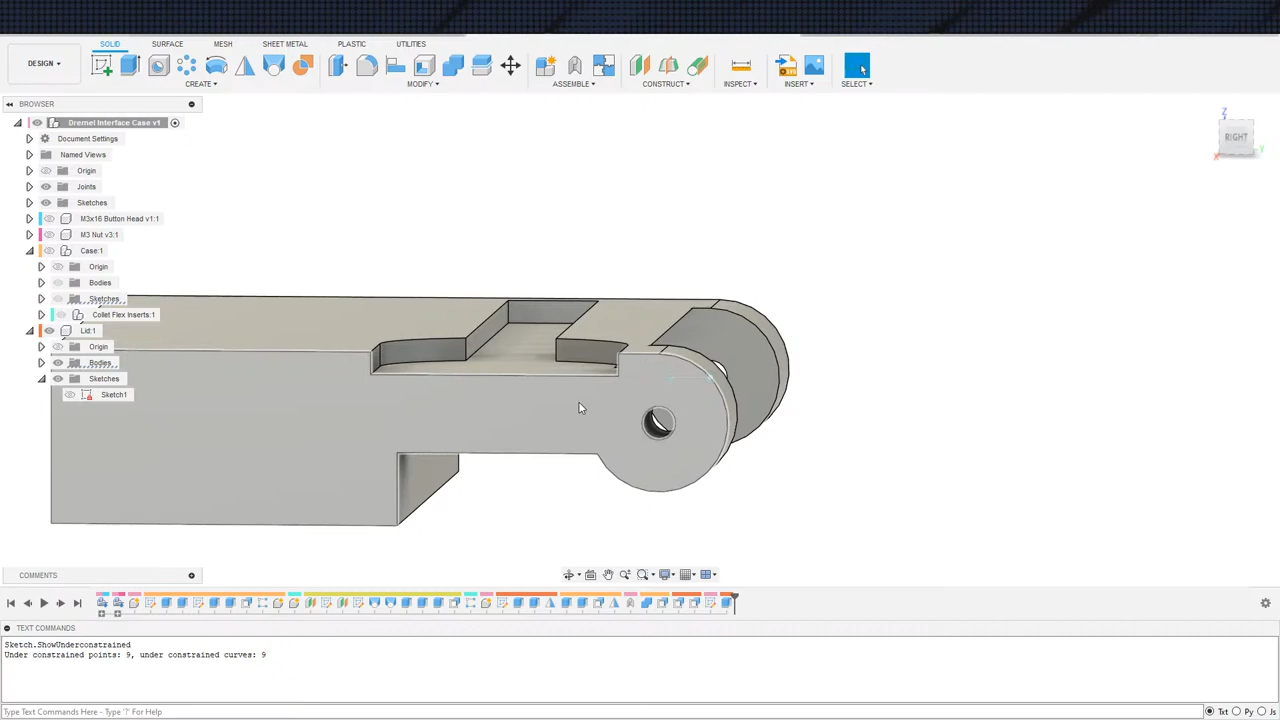 SOLID SURFACE MESH SHEET METAL PLASTIC UTILITIES
DESIGN
CREATE MODIFY ASSEMBLE CONSTRUCT INSPECT INSERT SELECT
BROWSER
Dremel Interface Case v1
Document Settings
Named Views
Origin
Joints
Sketches
M3x16 Button Head v1:1
M3 Nut v3:1
Case:1
Origin
Bodies
Sketches
Collet Flex Inserts:1
Lid:1
Origin
Bodies
Sketches
Sketch1
Z
RIGHT
X
Y
COMMENTS
TEXT COMMANDS
Sketch.ShowUnderconstrained
Under constrained points: 9, under constrained curves: 9
Type Text Commands Here - Type '?' For Help
Txt Py Js